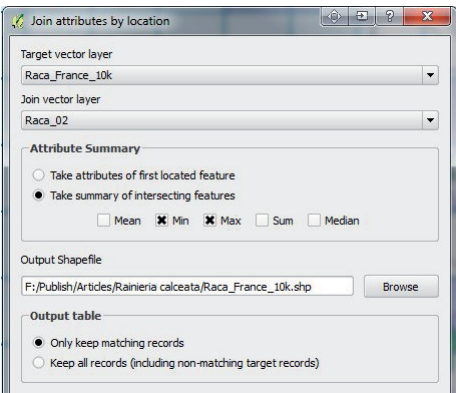 Join attributes by location
Target vector layer
Raca_France_10k
Join vector layer
Raca_02
Attribute Summary
Take attributes of first located feature
Take summary of intersecting features
Mean Min Max Sum Median
Output Shapefile
F:/Publish/Articles/Rainieria calceata/Raca_France_10k.shp Browse
Output table
Only keep matching records
Keep all records (including non-matching target records)